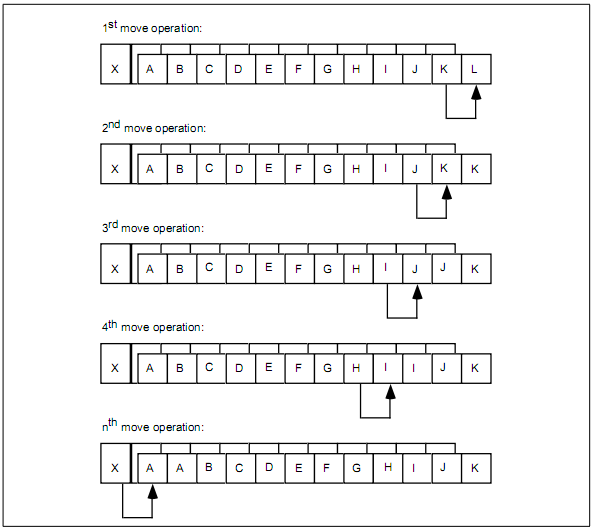 1st move operation:
X A B C D E F G H I J K L
2nd move operation:
X A B C D E F G H I J K K
3rd move operation:
X A B C D E F G H I J J K
4th move operation:
X A B C D E F G H I I J K
nth move operation:
X A A B C D E F G H I J K